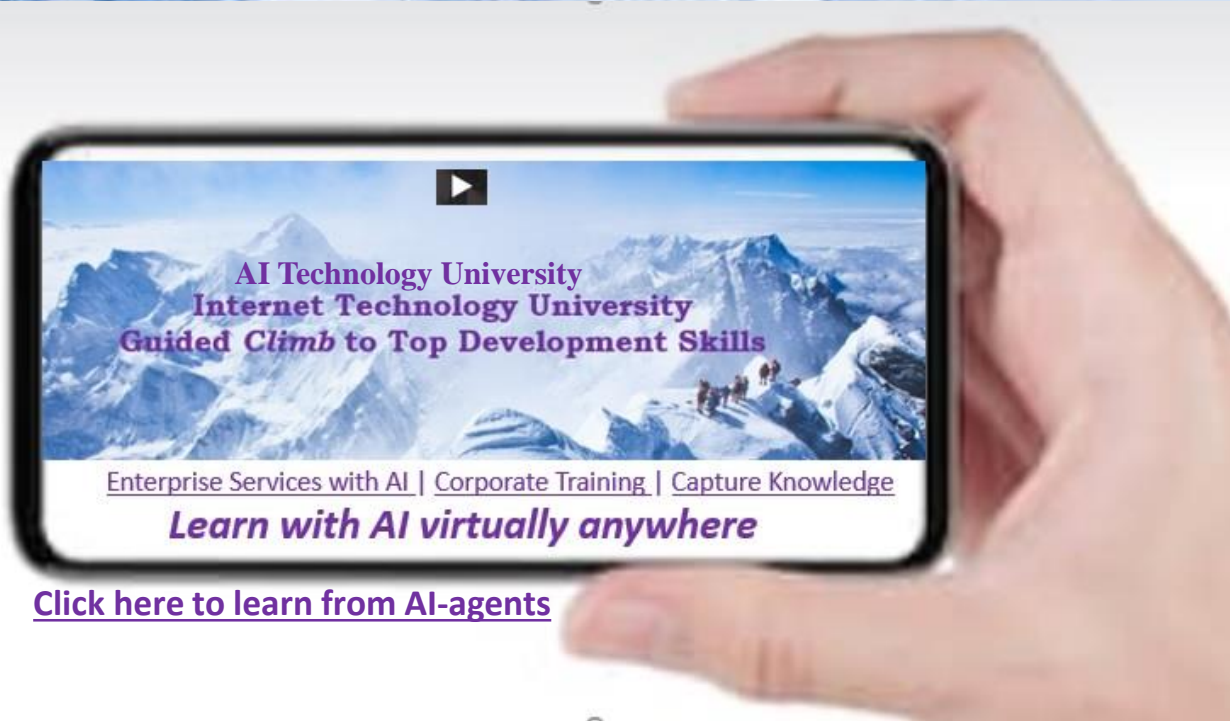 AI Technology University
Internet Technology University
Guided Climb to Top Development Skills
Enterprise Services with AI | Corporate Training | Capture Knowledge
Learn with AI virtually anywhere
Click here to learn from AI-agents